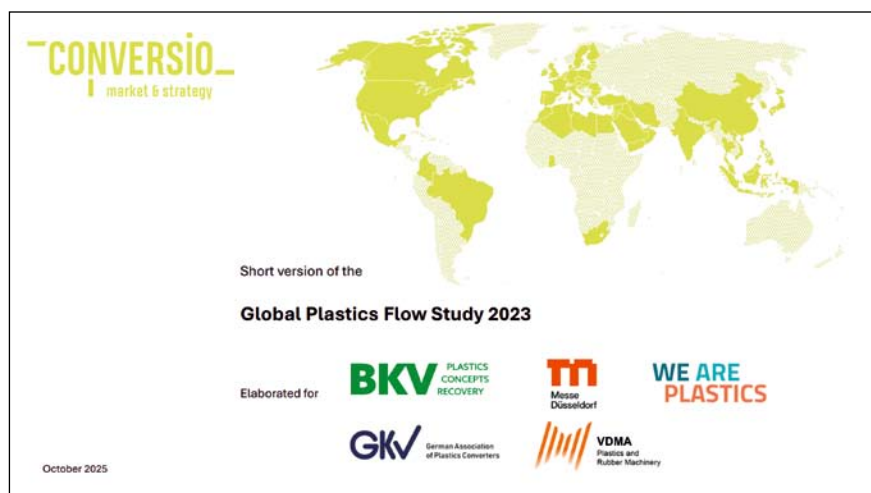 CONVERSIO
market & strategy
Short version of the
Global Plastics Flow Study 2023
Elaborated for
BKV PLASTICS
CONCEPTS
RECOVERY
Messe
Düsseldorf
WE ARE
PLASTICS
GKV German Association
of Plastics Converters
VDMA
Plastics and
Rubber Machinery
October 2025